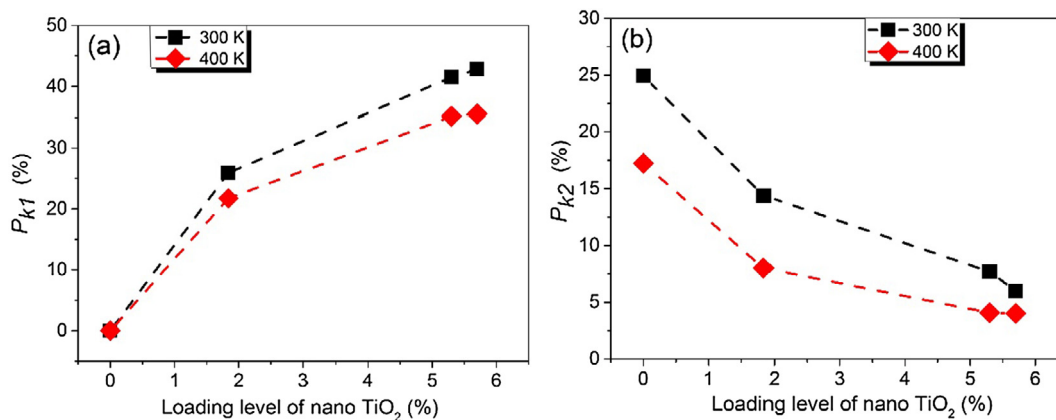 (a)
300 K
400 K
50
40
30
20
10
0
P_k1 (%)
0 1 2 3 4 5 6
Loading level of nano TiO₂ (%)
(b)
300 K
400 K
30
25
20
15
10
5
0
P_k2 (%)
0 1 2 3 4 5 6
Loading level of nano TiO₂ (%)